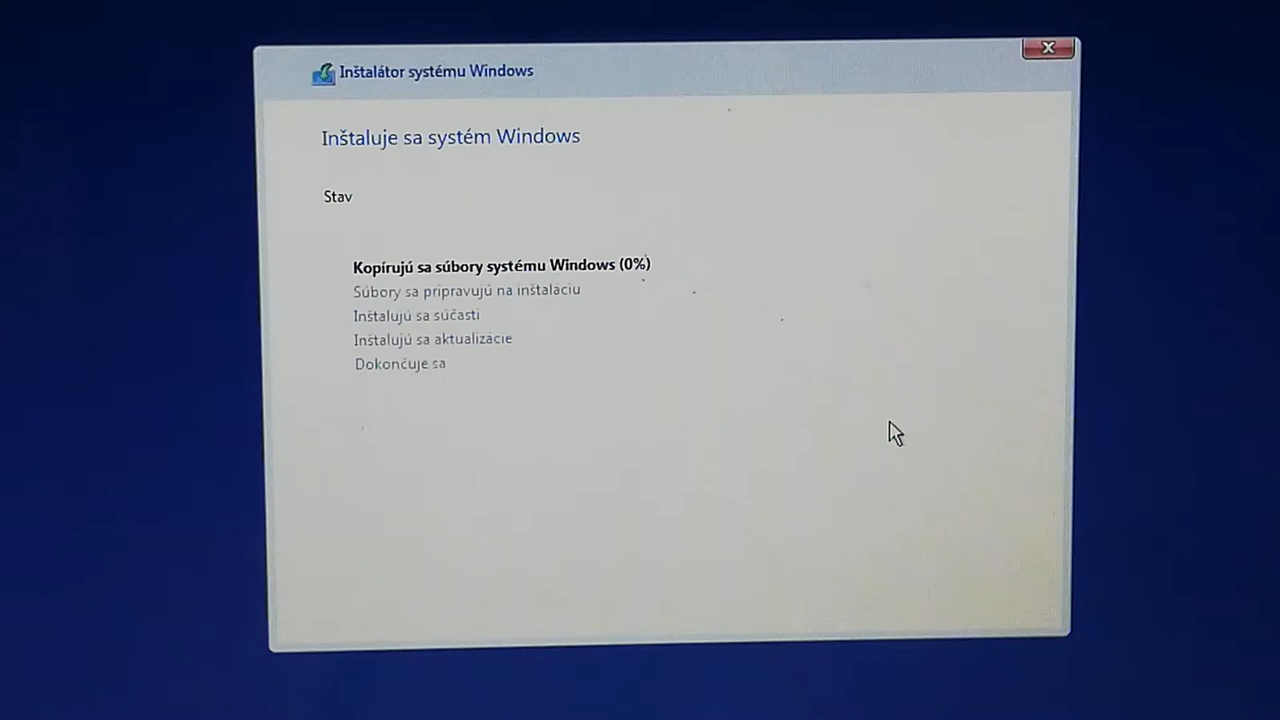 Inštalátor systému Windows
Inštaluje sa systém Windows
Stav
Kopírujú sa súbory systému Windows (0%)
Súbory sa pripravujú na inštaláciu
Inštalujú sa súčasti
Inštalujú sa aktualizácie
Dokončuje sa